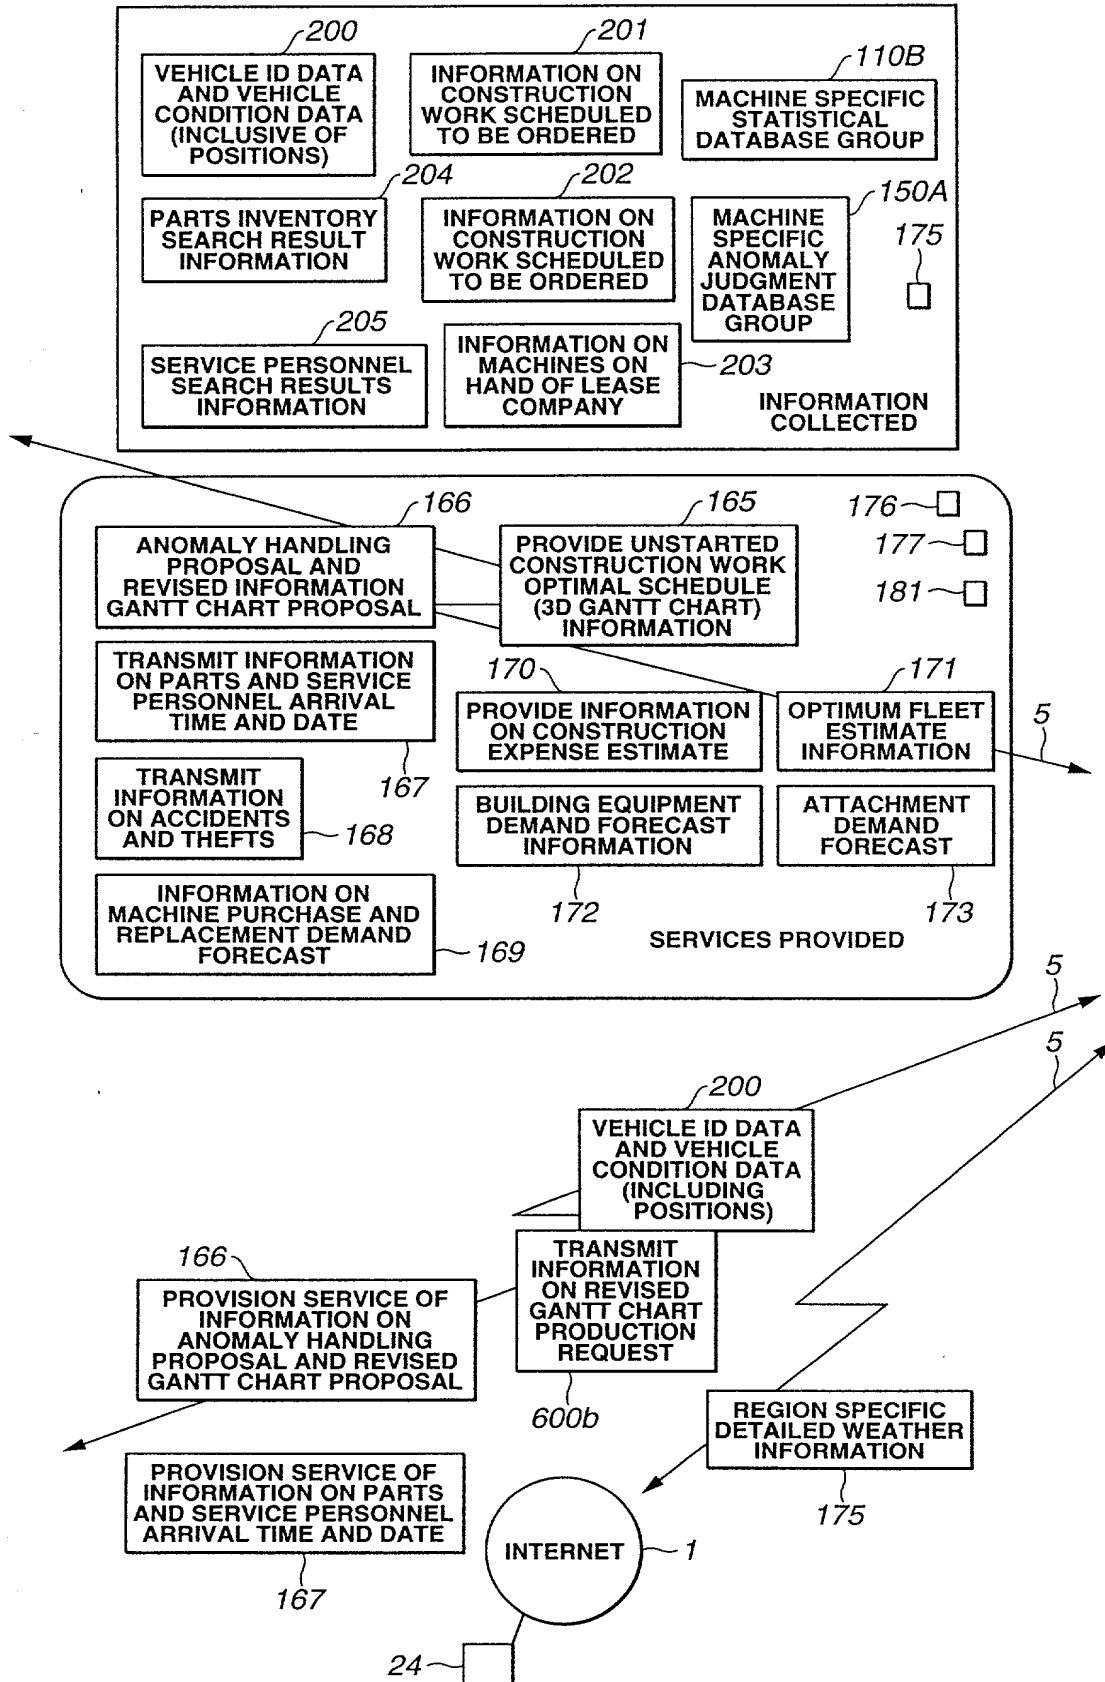 200
201
110B
VEHICLE ID DATA
AND VEHICLE
CONDITION DATA
(INCLUSIVE OF
POSITIONS)
INFORMATION ON
CONSTRUCTION
WORK SCHEDULED
TO BE ORDERED
MACHINE SPECIFIC
STATISTICAL
DATABASE GROUP
204
202
150A
PARTS INVENTORY
SEARCH RESULT
INFORMATION
INFORMATION ON
CONSTRUCTION
WORK SCHEDULED
TO BE ORDERED
MACHINE
SPECIFIC
ANOMALY
JUDGMENT
DATABASE
GROUP
175
205
SERVICE PERSONNEL
SEARCH RESULTS
INFORMATION
INFORMATION ON
MACHINES ON
HAND OF LEASE
COMPANY
203
INFORMATION
COLLECTED
166
165
176
177
181
ANOMALY HANDLING
PROPOSAL AND
REVISED INFORMATION
GANTT CHART PROPOSAL
PROVIDE UNSTARTED
CONSTRUCTION WORK
OPTIMAL SCHEDULE
(3D GANTT CHART)
INFORMATION
TRANSMIT INFORMATION
ON PARTS AND SERVICE
PERSONNEL ARRIVAL
TIME AND DATE
167
170
171
PROVIDE INFORMATION
ON CONSTRUCTION
EXPENSE ESTIMATE
OPTIMUM FLEET
ESTIMATE
INFORMATION
5
TRANSMIT
INFORMATION
ON ACCIDENTS
AND THEFTS
168
BUILDING EQUIPMENT
DEMAND FORECAST
INFORMATION
172
ATTACHMENT
DEMAND
FORECAST
173
INFORMATION ON
MACHINE PURCHASE AND
REPLACEMENT DEMAND
FORECAST
169
SERVICES PROVIDED
5
5
200
VEHICLE ID DATA
AND VEHICLE
CONDITION DATA
(INCLUDING
POSITIONS)
TRANSMIT
INFORMATION
ON REVISED
GANTT CHART
PRODUCTION
REQUEST
600b
166
PROVISION SERVICE OF
INFORMATION ON
ANOMALY HANDLING
PROPOSAL AND REVISED
GANTT CHART PROPOSAL
REGION SPECIFIC
DETAILED WEATHER
INFORMATION
175
PROVISION SERVICE OF
INFORMATION ON PARTS
AND SERVICE PERSONNEL
ARRIVAL TIME AND DATE
167
INTERNET
1
24